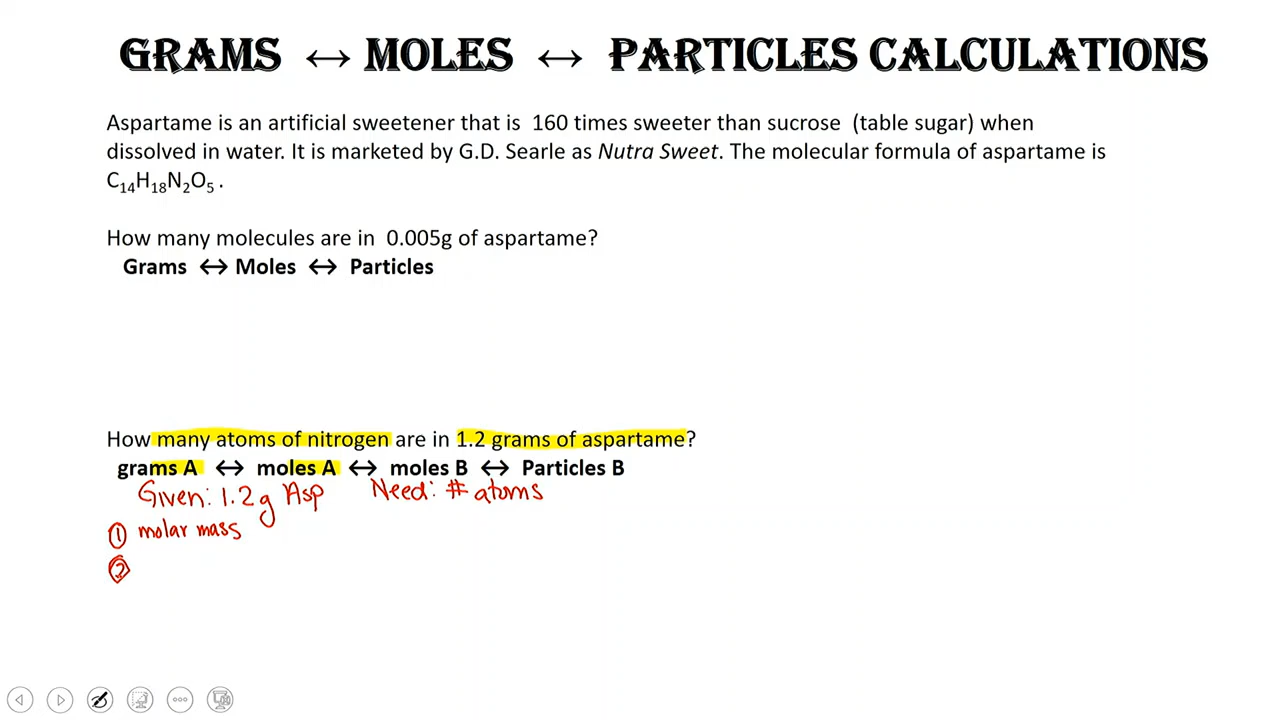 GRAMS ↔ MOLES ↔ PARTICLES CALCULATIONS
Aspartame is an artificial sweetener that is 160 times sweeter than sucrose (table sugar) when
dissolved in water. It is marketed by G.D. Searle as Nutra Sweet. The molecular formula of aspartame is
C₁₄H₁₈N₂O₅ .
How many molecules are in 0.005g of aspartame?
Grams ↔ Moles ↔ Particles
How many atoms of nitrogen are in 1.2 grams of aspartame?
grams A ↔ moles A ↔ moles B ↔ Particles B
Given: 1.2g Asp Need: # atoms
① molar mass
②